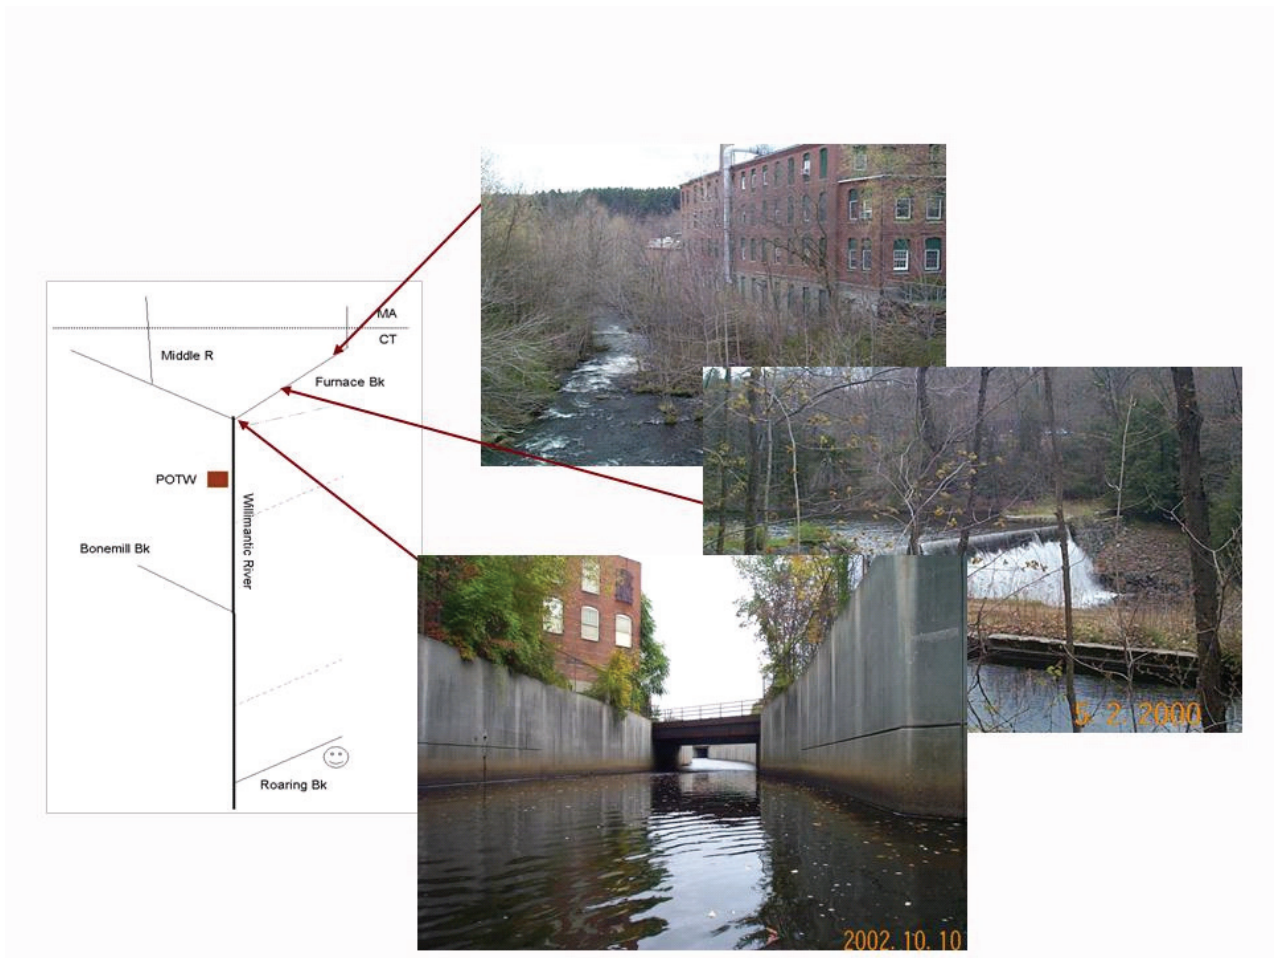 MA
CT
Middle R
Furnace Bk
POTW
Willimantic River
Bonemill Bk
Roaring Bk
5. 2. 2000
2002.10.10